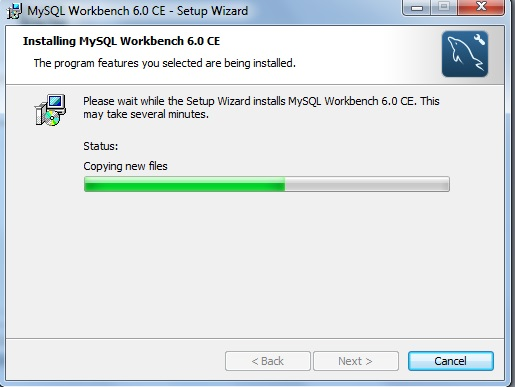 MySQL Workbench 6.0 CE - Setup Wizard
Installing MySQL Workbench 6.0 CE
The program features you selected are being installed.
Please wait while the Setup Wizard installs MySQL Workbench 6.0 CE. This
may take several minutes.
Status:
Copying new files
< Back Next > Cancel